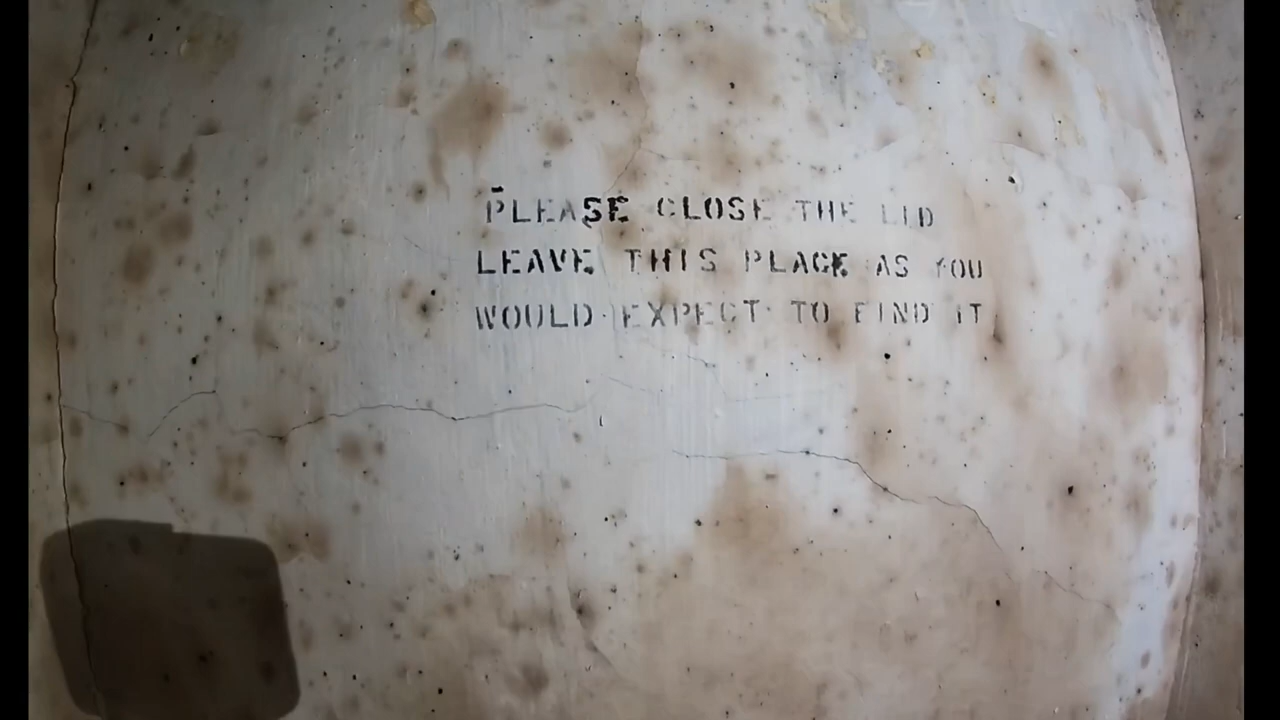 PLEASE CLOSE THE LID
LEAVE THIS PLACE AS YOU
WOULD EXPECT TO FIND IT